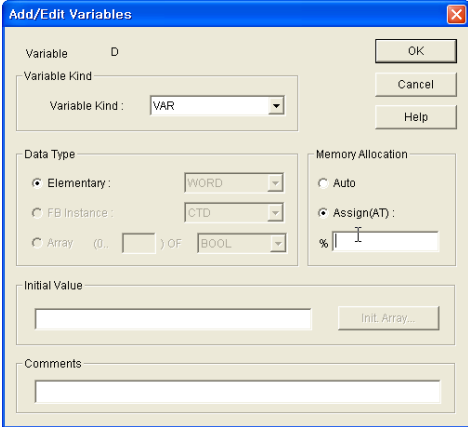 Add/Edit Variables
Variable D
OK
Variable Kind
Cancel
Variable Kind : VAR
Help
Data Type
Memory Allocation
Elementary : WORD
Auto
FB Instance : CTD
Assign(AT) :
Array (0.. ) OF BOOL
%
Initial Value
Init. Array...
Comments